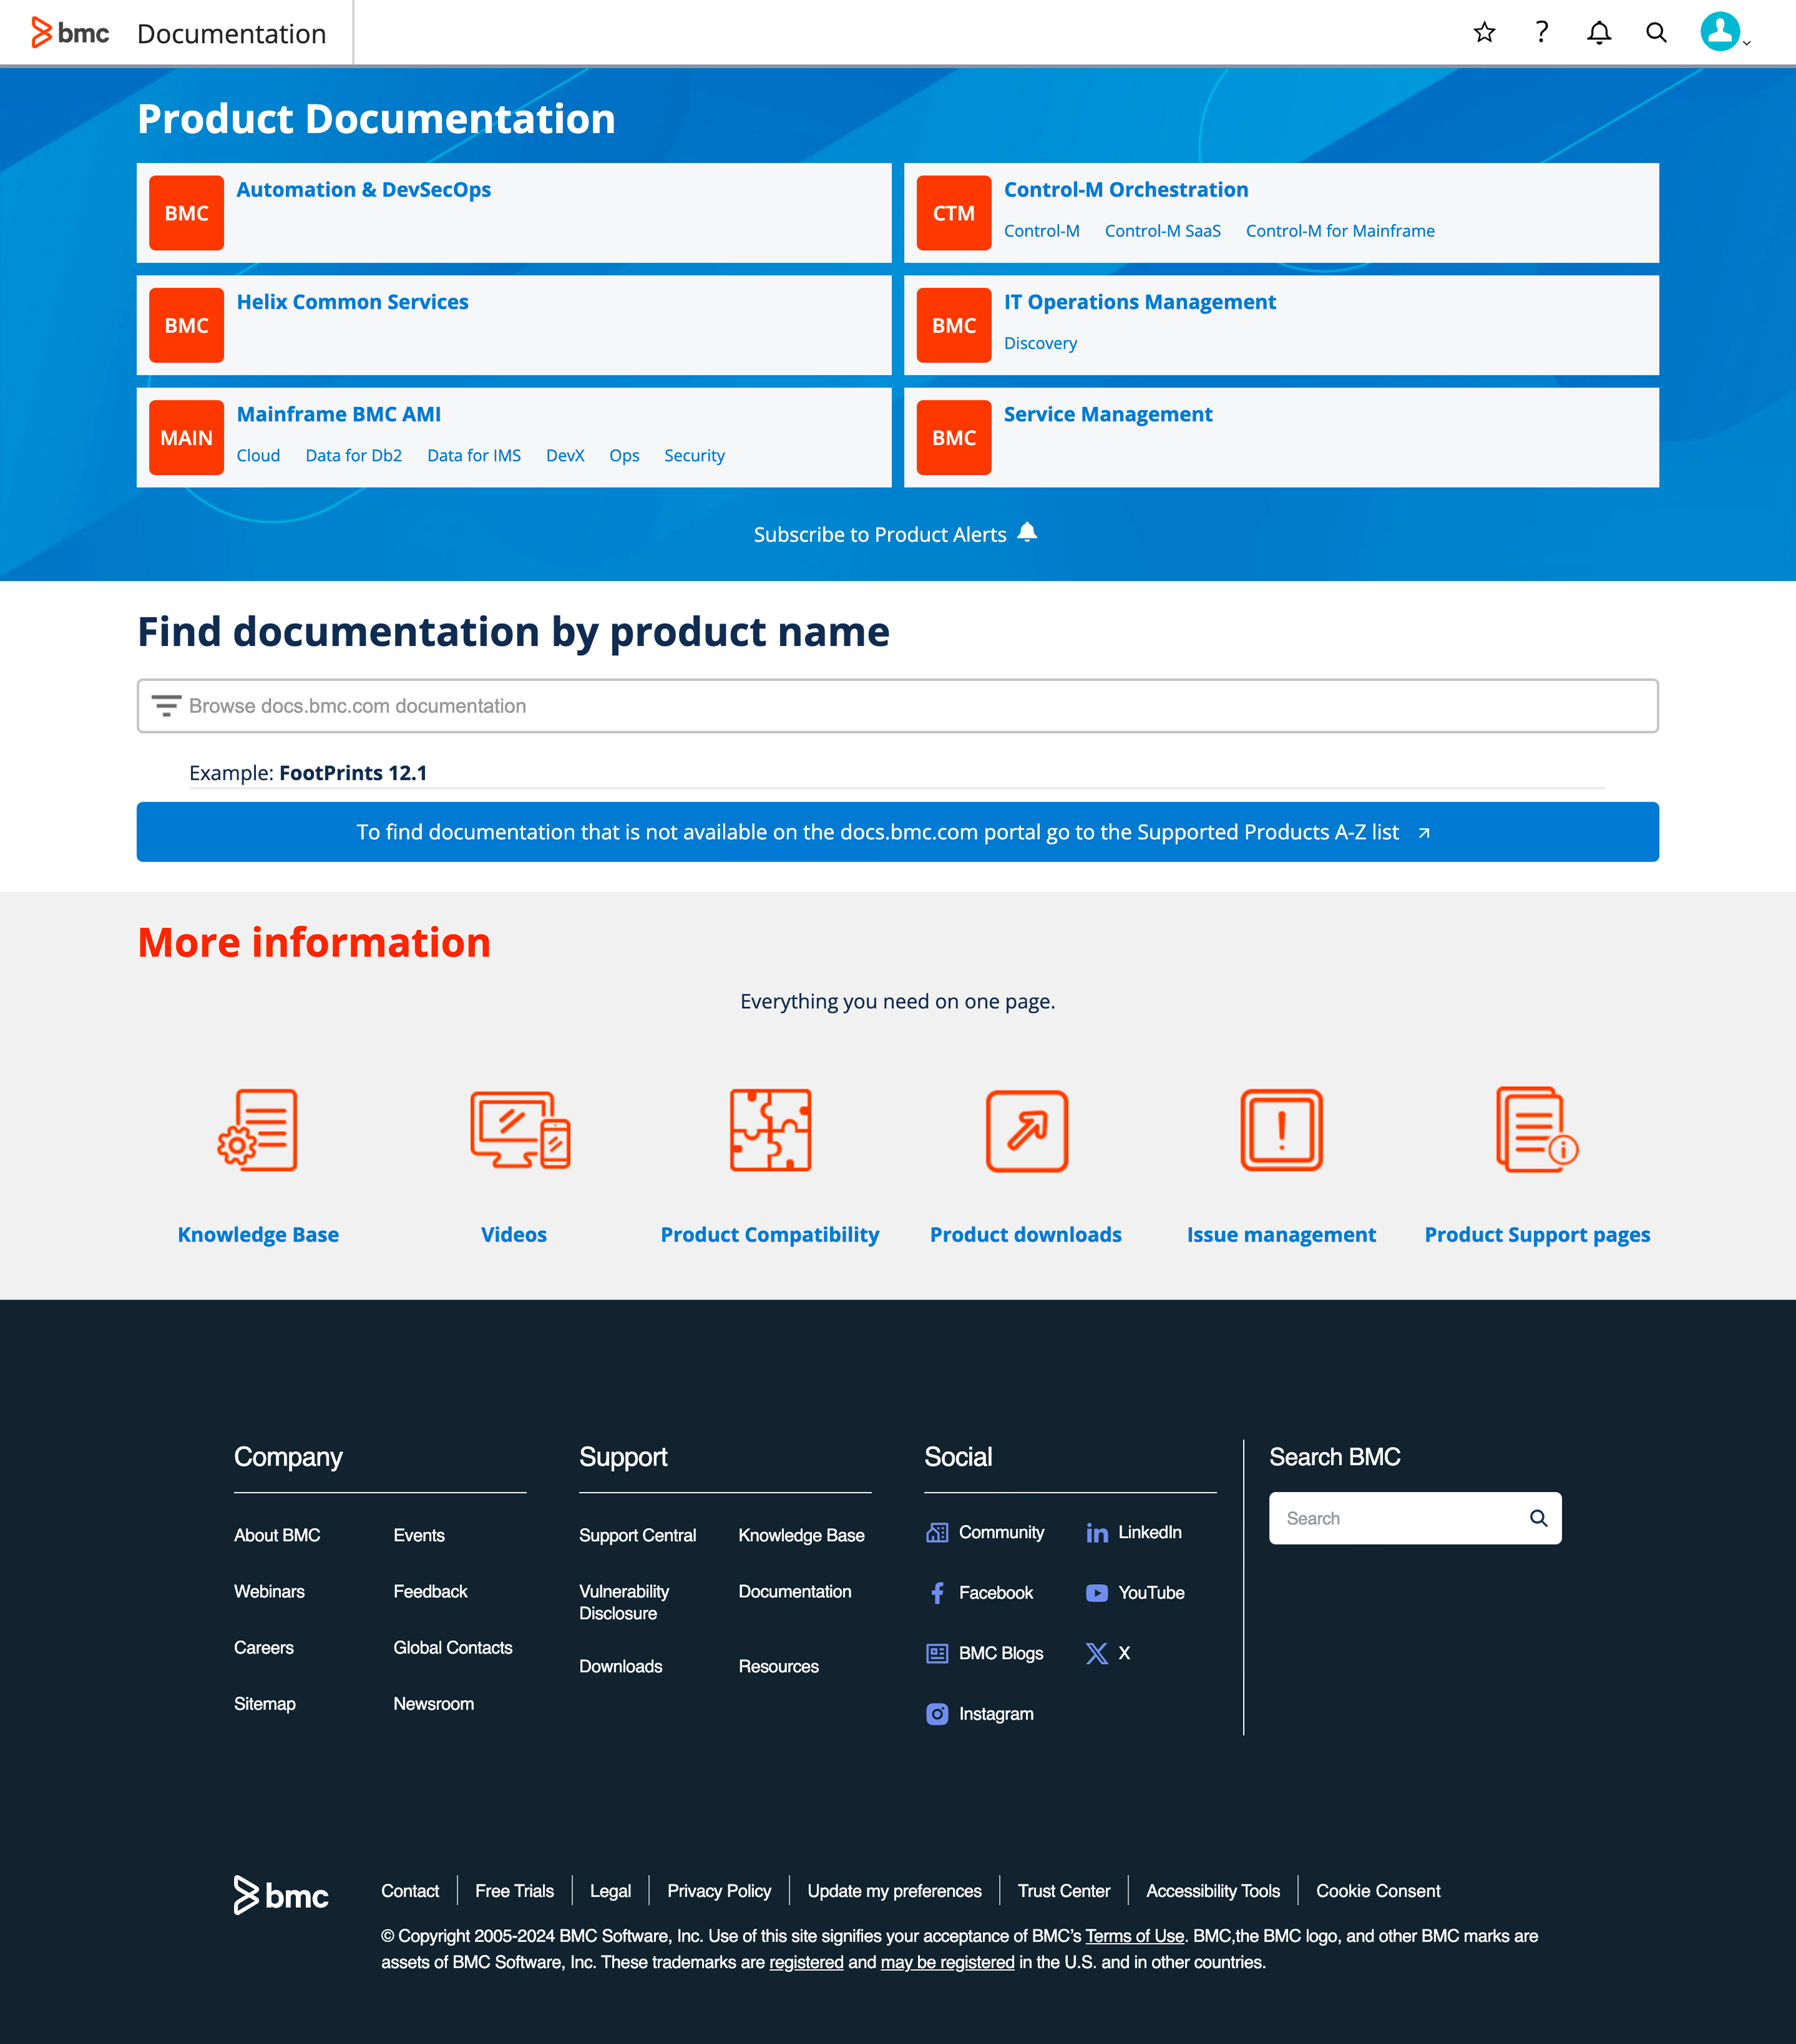 bmc Documentation
Product Documentation
BMC Automation & DevSecOps
CTM Control-M Orchestration
Control-M Control-M SaaS Control-M for Mainframe
BMC Helix Common Services
BMC IT Operations Management
Discovery
MAIN Mainframe BMC AMI
Cloud Data for Db2 Data for IMS DevX Ops Security
BMC Service Management
Subscribe to Product Alerts
Find documentation by product name
Browse docs.bmc.com documentation
Example: FootPrints 12.1
To find documentation that is not available on the docs.bmc.com portal go to the Supported Products A-Z list
More information
Everything you need on one page.
Knowledge Base
Videos
Product Compatibility
Product downloads
Issue management
Product Support pages
Company
About BMC Events
Webinars Feedback
Careers Global Contacts
Sitemap Newsroom
Support
Support Central Knowledge Base
Vulnerability
Disclosure
Documentation
Downloads Resources
Social
Community LinkedIn
Facebook YouTube
BMC Blogs X
Instagram
Search BMC
Search
bmc
Contact Free Trials Legal Privacy Policy Update my preferences Trust Center Accessibility Tools Cookie Consent
© Copyright 2005-2024 BMC Software, Inc. Use of this site signifies your acceptance of BMC's Terms of Use. BMC,the BMC logo, and other BMC marks are
assets of BMC Software, Inc. These trademarks are registered and may be registered in the U.S. and in other countries.